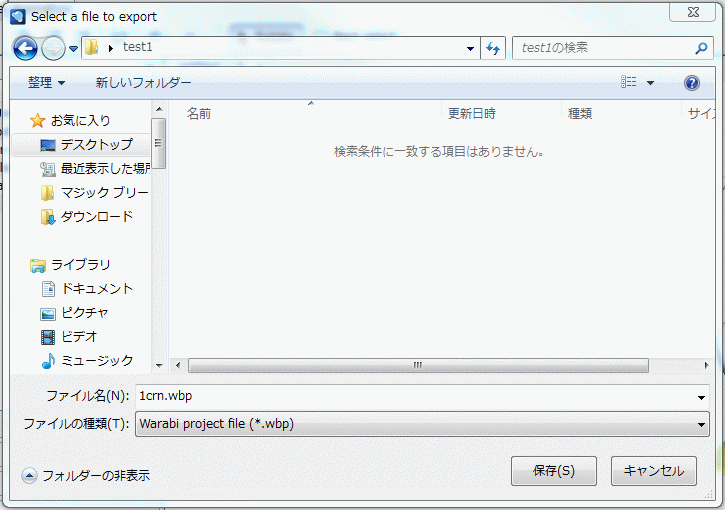 Select a file to export
test1
test1の検索
整理
新しいフォルダー
お気に入り
デスクトップ
最近表示した場所
マジック ブリー
ダウンロード
ライブラリ
ドキュメント
ピクチャ
ビデオ
ミュージック
名前
更新日時
種類
サイズ
検索条件に一致する項目はありません。
ファイル名(N):
1crn.wbp
ファイルの種類(T):
Warabi project file (*.wbp)
フォルダーの非表示
保存(S)
キャンセル